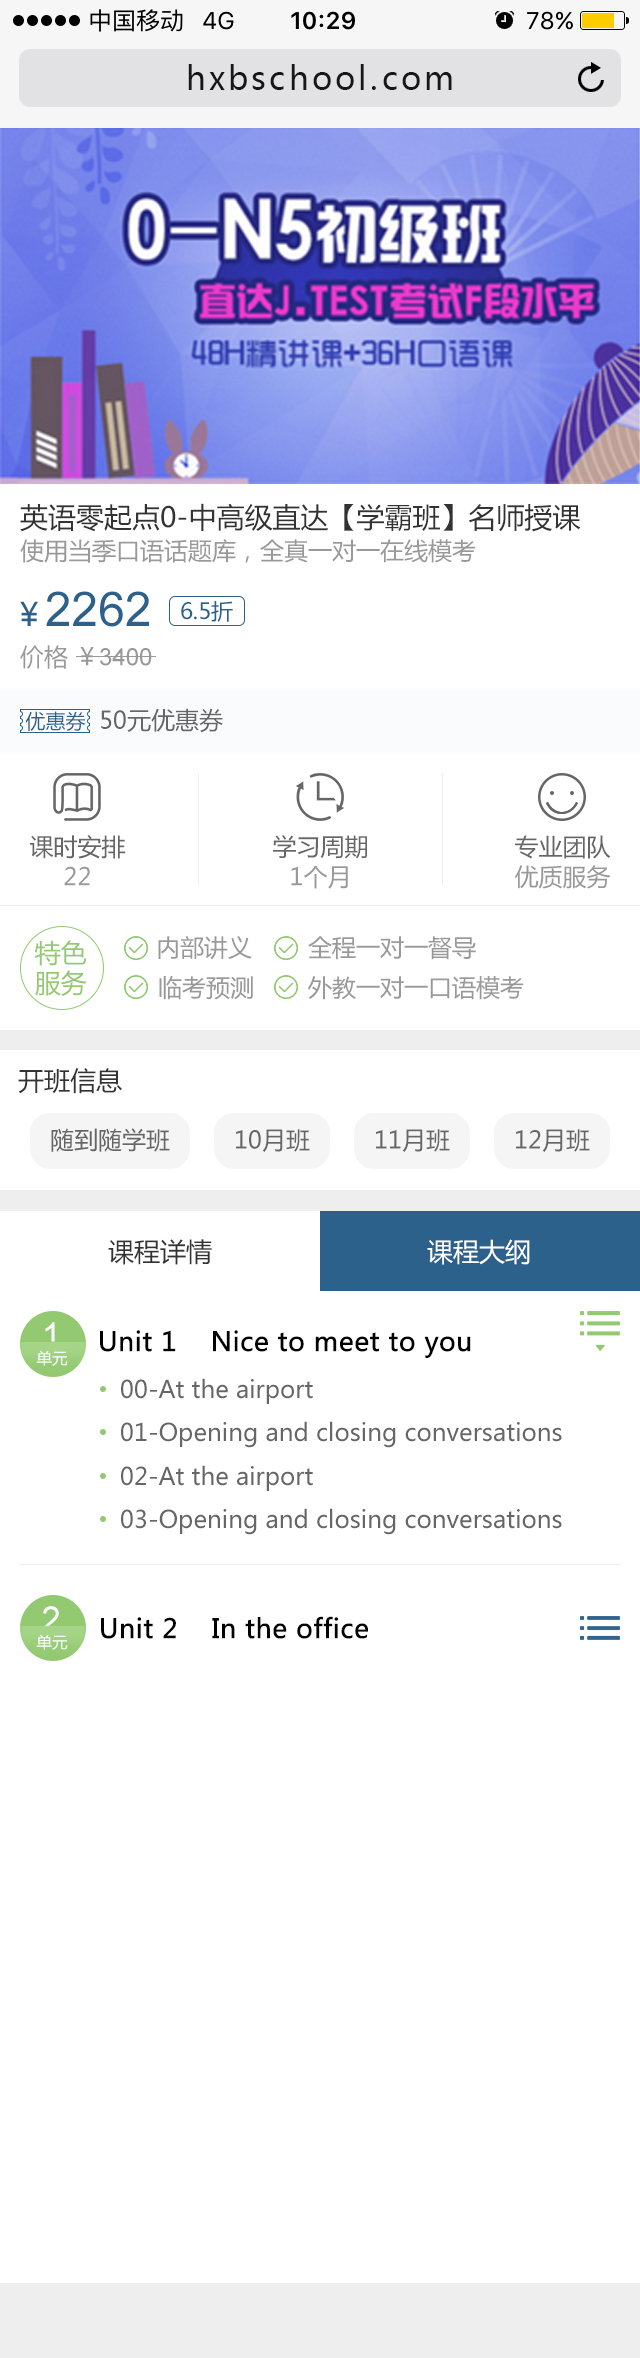 中国移动 4G 10:29 78%
hxbschool.com
0-N5初级班
直达J.TEST考试F段水平
48H精讲课+36H口语课
英语零起点0-中高级直达【学霸班】名师授课
使用当季口语话题库，全真一对一在线模考
¥2262 6.5折
价格 ¥3400
优惠券 50元优惠券
课时安排 学习周期 专业团队
22 1个月 优质服务
特色 内部讲义 全程一对一督导
服务 临考预测 外教一对一口语模考
开班信息
随到随学班 10月班 11月班 12月班
课程详情 课程大纲
1 单元 Unit 1 Nice to meet to you
00-At the airport
01-Opening and closing conversations
02-At the airport
03-Opening and closing conversations
2 单元 Unit 2 In the office